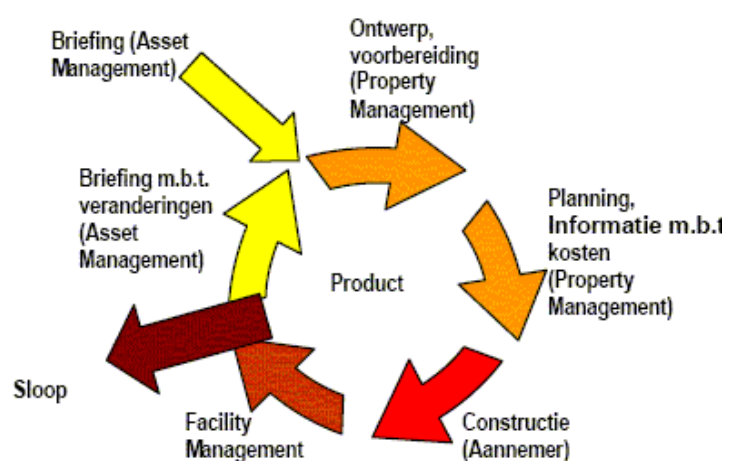 Briefing (Asset
Management)
Ontwerp,
voorbereiding
(Property
Management)
Planning,
Informatie m.b.t
kosten
(Property
Management)
Constructie
(Aannemer)
Facility
Management
Sloop
Briefing m.b.t.
veranderingen
(Asset
Management)
Product